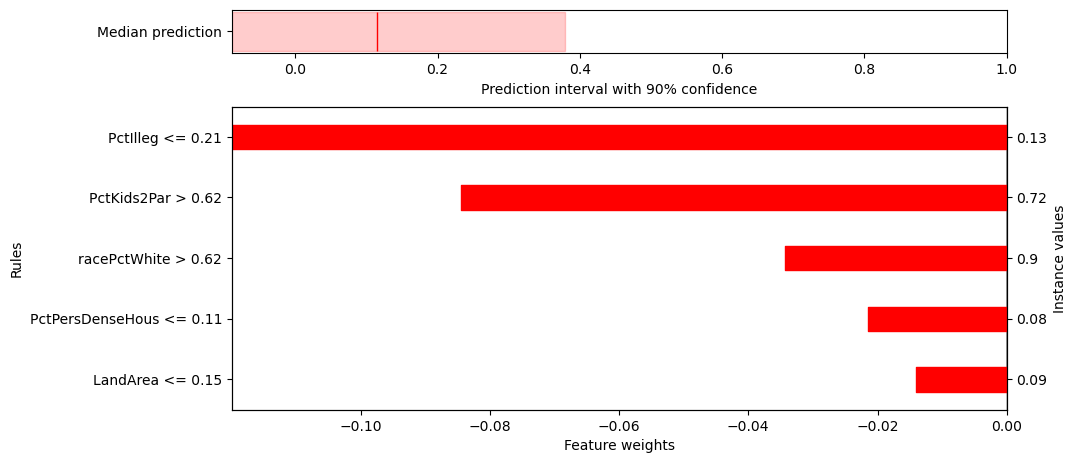 Median prediction
0.0 0.2 0.4 0.6 0.8 1.0
Prediction interval with 90% confidence
Rules
PctIlleg <= 0.21 0.13
PctKids2Par > 0.62 0.72
racePctWhite > 0.62 0.9
PctPersDenseHous <= 0.11 0.08
LandArea <= 0.15 0.09
Instance values
−0.10 −0.08 −0.06 −0.04 −0.02 0.00
Feature weights